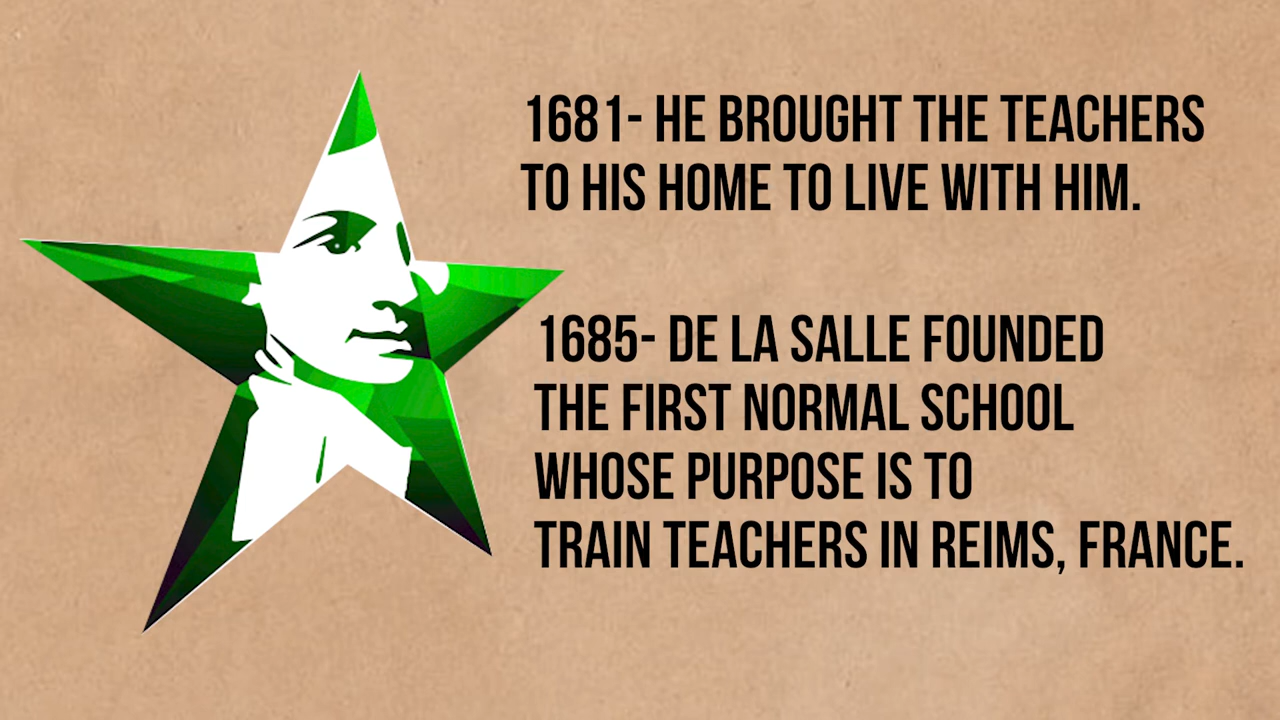 1681- HE BROUGHT THE TEACHERS
TO HIS HOME TO LIVE WITH HIM.
1685- DE LA SALLE FOUNDED
THE FIRST NORMAL SCHOOL
WHOSE PURPOSE IS TO
TRAIN TEACHERS IN REIMS, FRANCE.